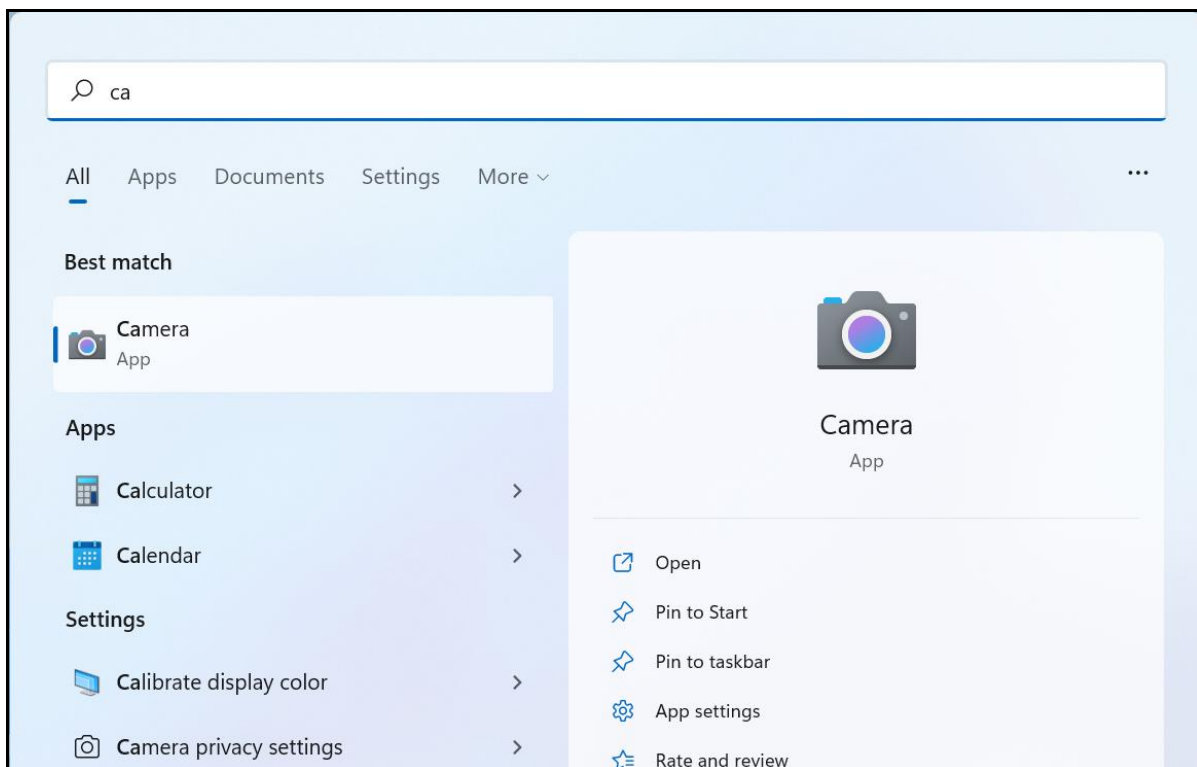 ca
All Apps Documents Settings More
Best match
Camera
App
Apps
Calculator
Calendar
Settings
Calibrate display color
Camera privacy settings
Camera
App
Open
Pin to Start
Pin to taskbar
App settings
Rate and review